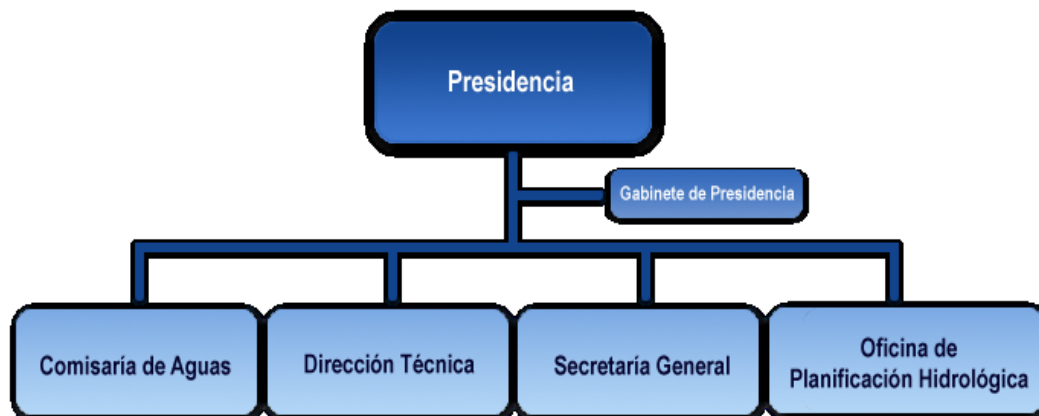 Presidencia
Gabinete de Presidencia
Comisaría de Aguas
Dirección Técnica
Secretaría General
Oficina de
Planificación Hidrológica